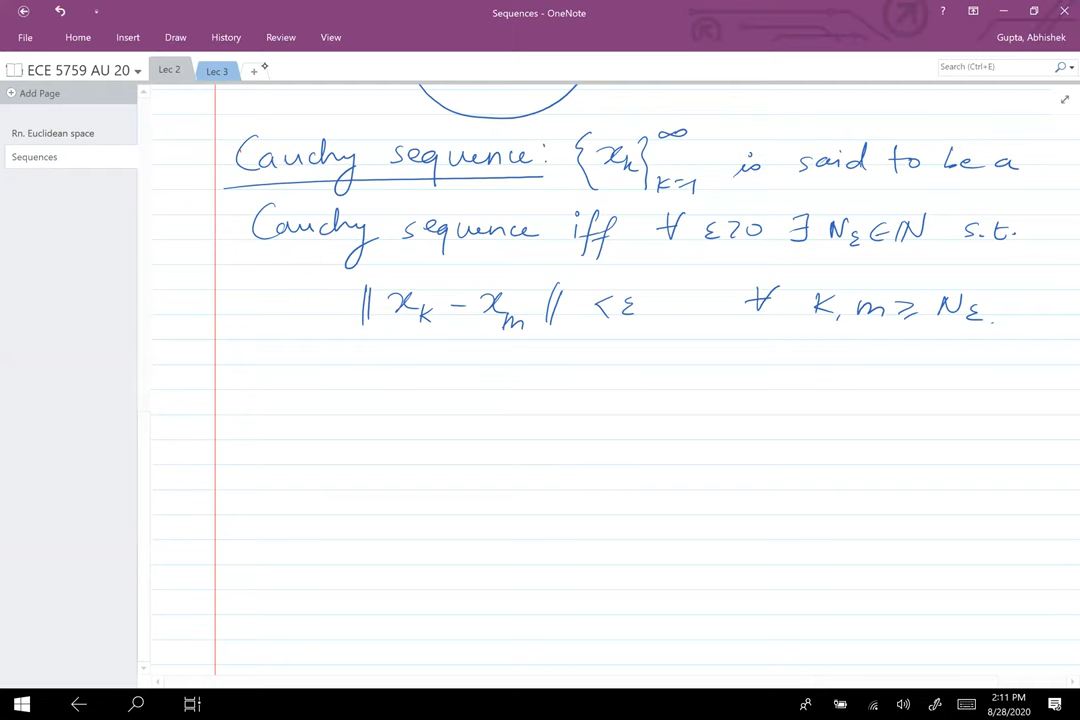 Sequences - OneNote
File Home Insert Draw History Review View
Gupta, Abhishek
ECE 5759 AU 20
Lec 2
Lec 3
Search (Ctrl+E)
Add Page
Rn. Euclidean space
Sequences
Cauchy sequence: {x_k}_{k=1}^∞ is said to be a
Cauchy sequence iff ∀ ε>0 ∃ N_ε ∈ ℕ s.t.
‖x_k - x_m‖ < ε ∀ k, m ≥ N_ε.
2:11 PM
8/28/2020